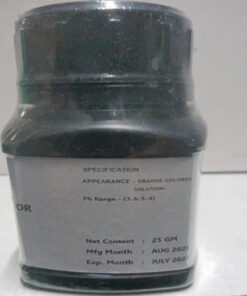 SPECIFICATION
APPEARANCE - ORANGE COLORED
SOLUTION
Ph Range - (3.6-5.4)
OR
Net Content : 25 GM
Mfg Month : AUG
Exp. Month : JULY